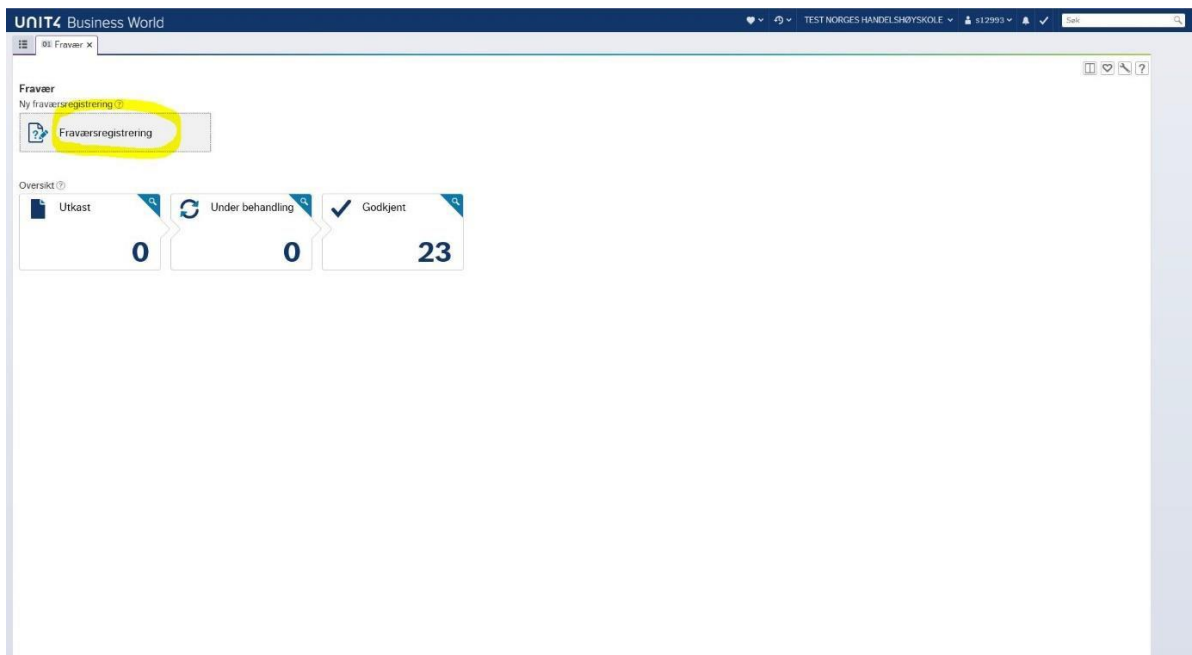 UNIT4 Business World
TEST NORGES HANDELSHØYSKOLE s12993 Søk
01 Fravær x
?
Fravær
Ny fraværsregistrering ?
Fraværsregistrering
Oversikt ?
Utkast Under behandling Godkjent
0 0 23